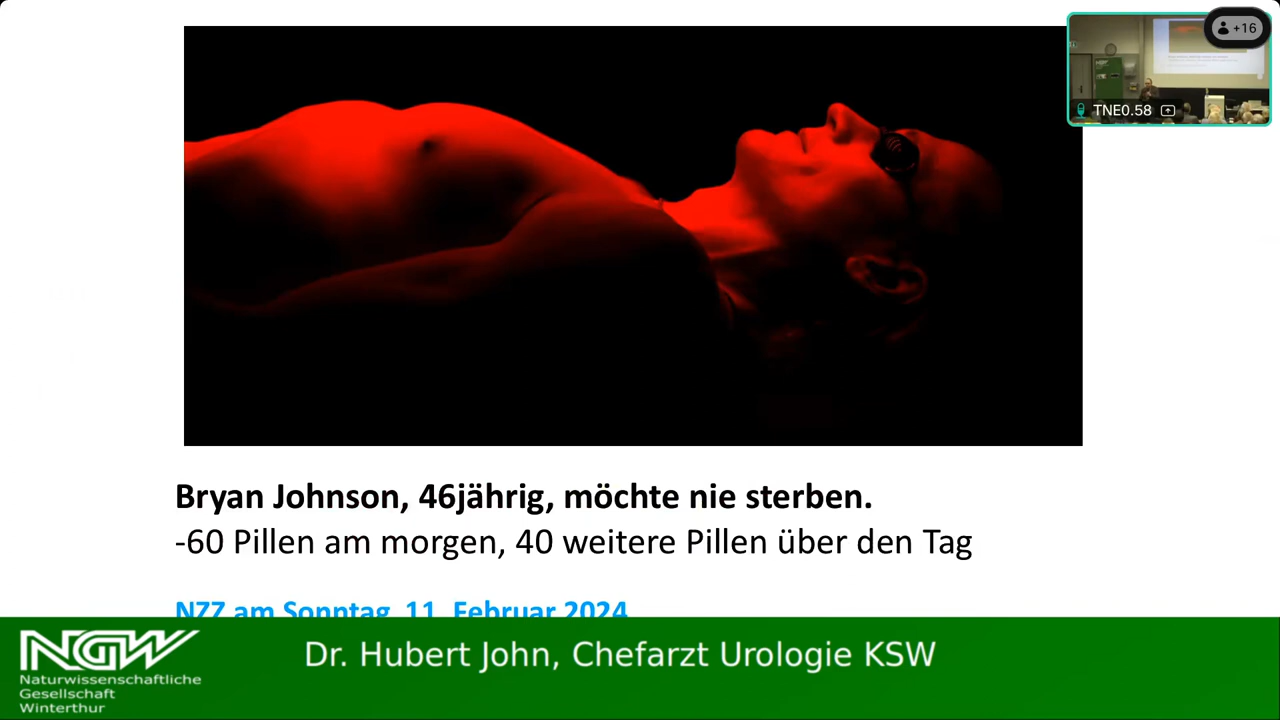 +16
TNE0.58
Bryan Johnson, 46jährig, möchte nie sterben.
-60 Pillen am morgen, 40 weitere Pillen über den Tag
NZZ am Sonntag, 11. Februar 2024
NGW
Naturwissenschaftliche
Gesellschaft
Winterthur
Dr. Hubert John, Chefarzt Urologie KSW